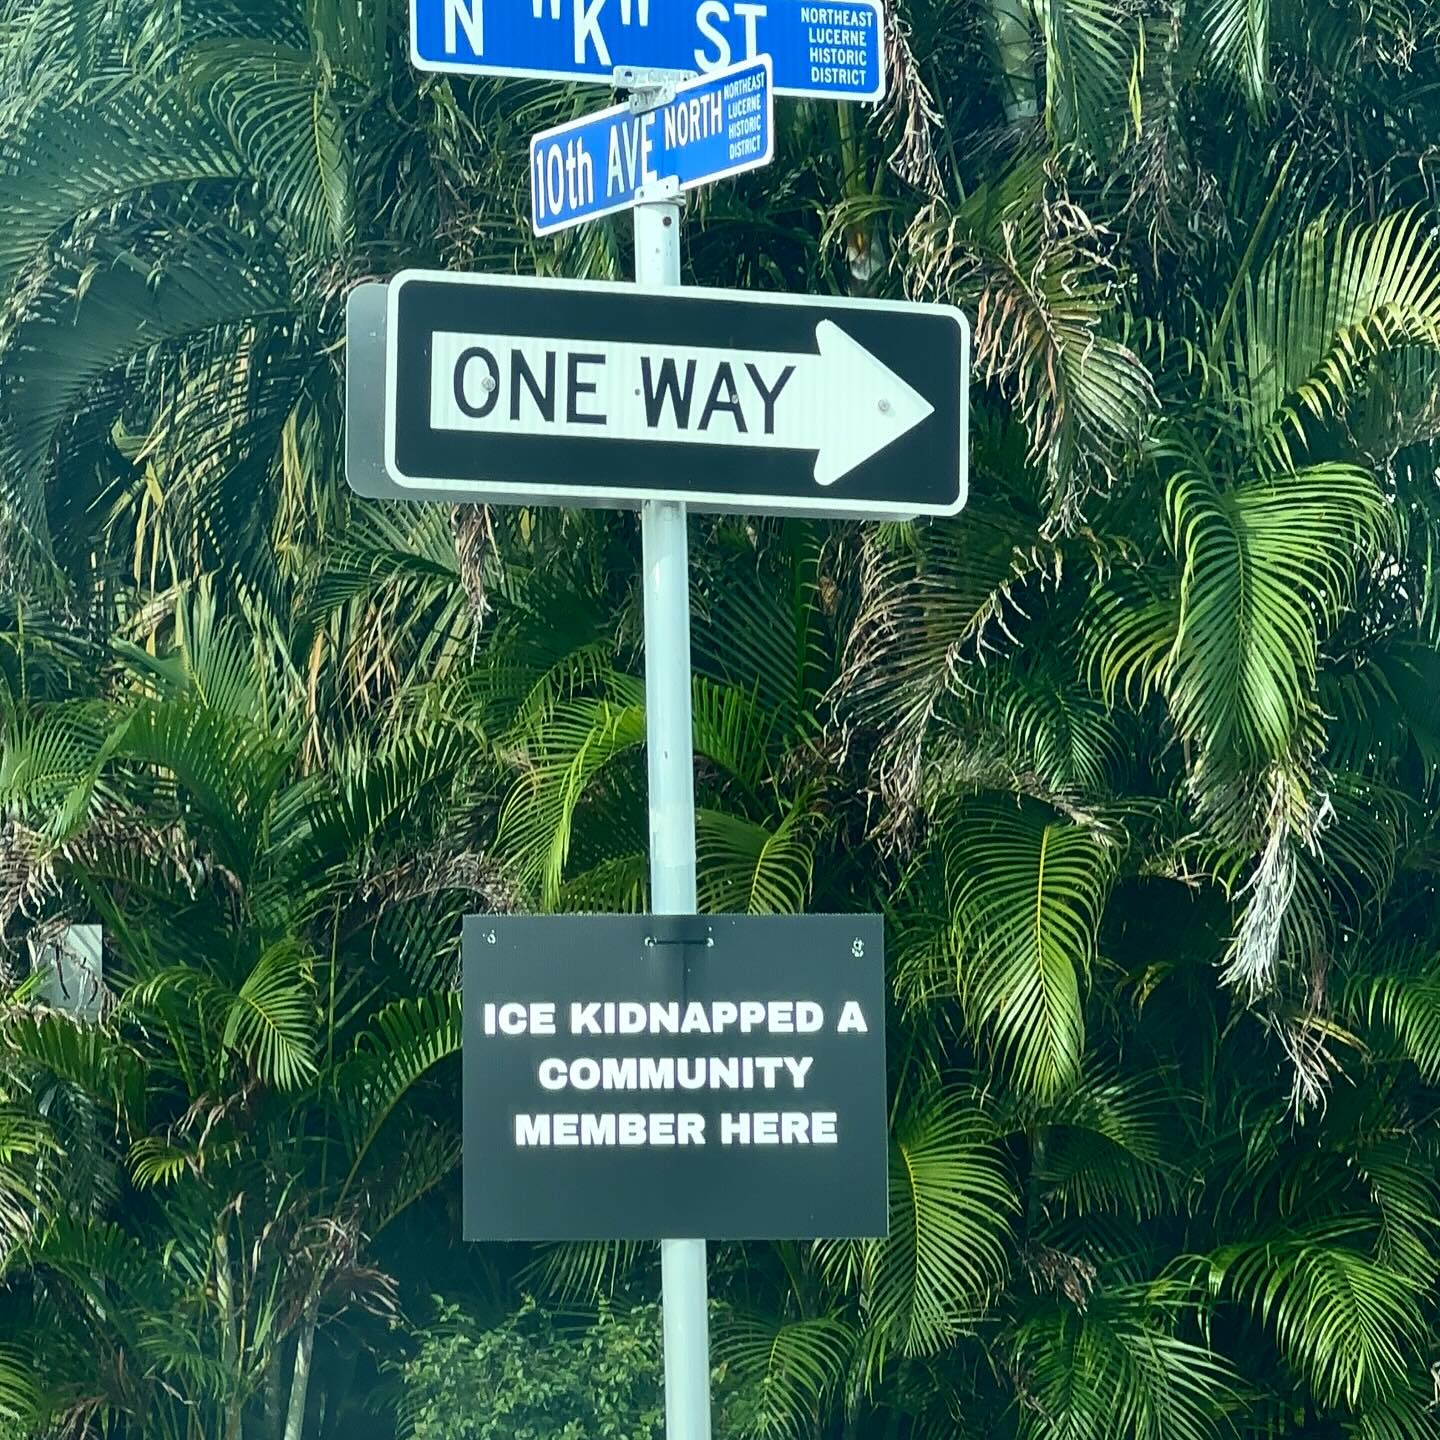 N "K" ST
NORTHEAST
LUCERNE
HISTORIC
DISTRICT
10th AVE NORTH
NORTHEAST
LUCERNE
HISTORIC
DISTRICT
ONE WAY
ICE KIDNAPPED A
COMMUNITY
MEMBER HERE